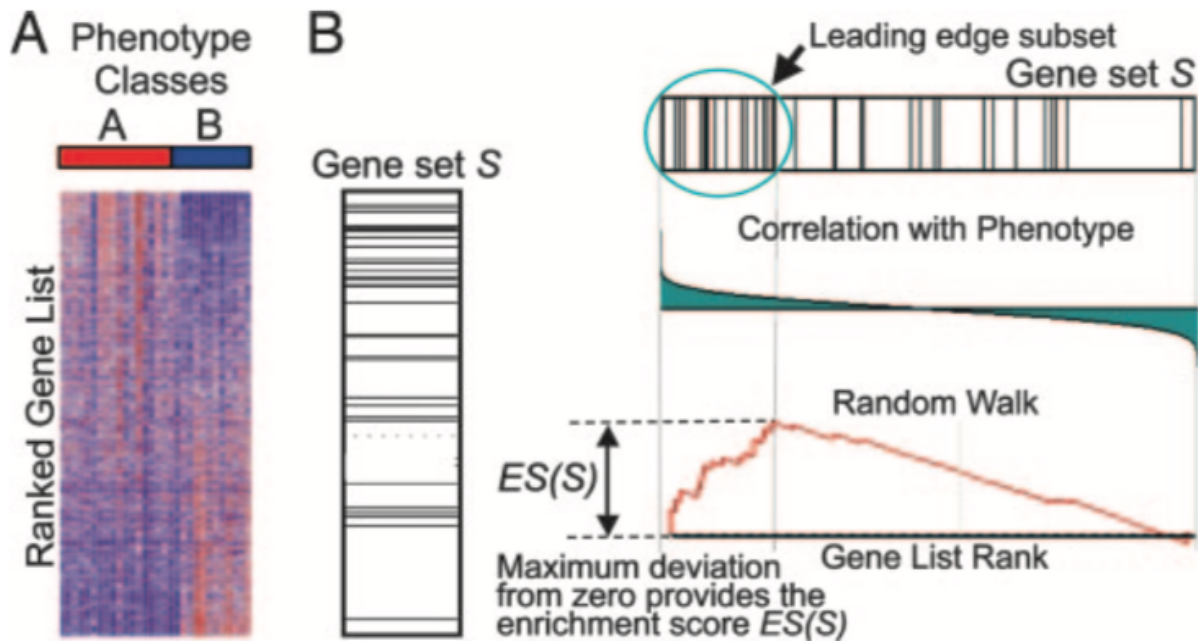 A
Phenotype
Classes
A B
Ranked Gene List
B
Gene set S
Leading edge subset
Gene set S
Correlation with Phenotype
Random Walk
ES(S)
Gene List Rank
Maximum deviation
from zero provides the
enrichment score ES(S)